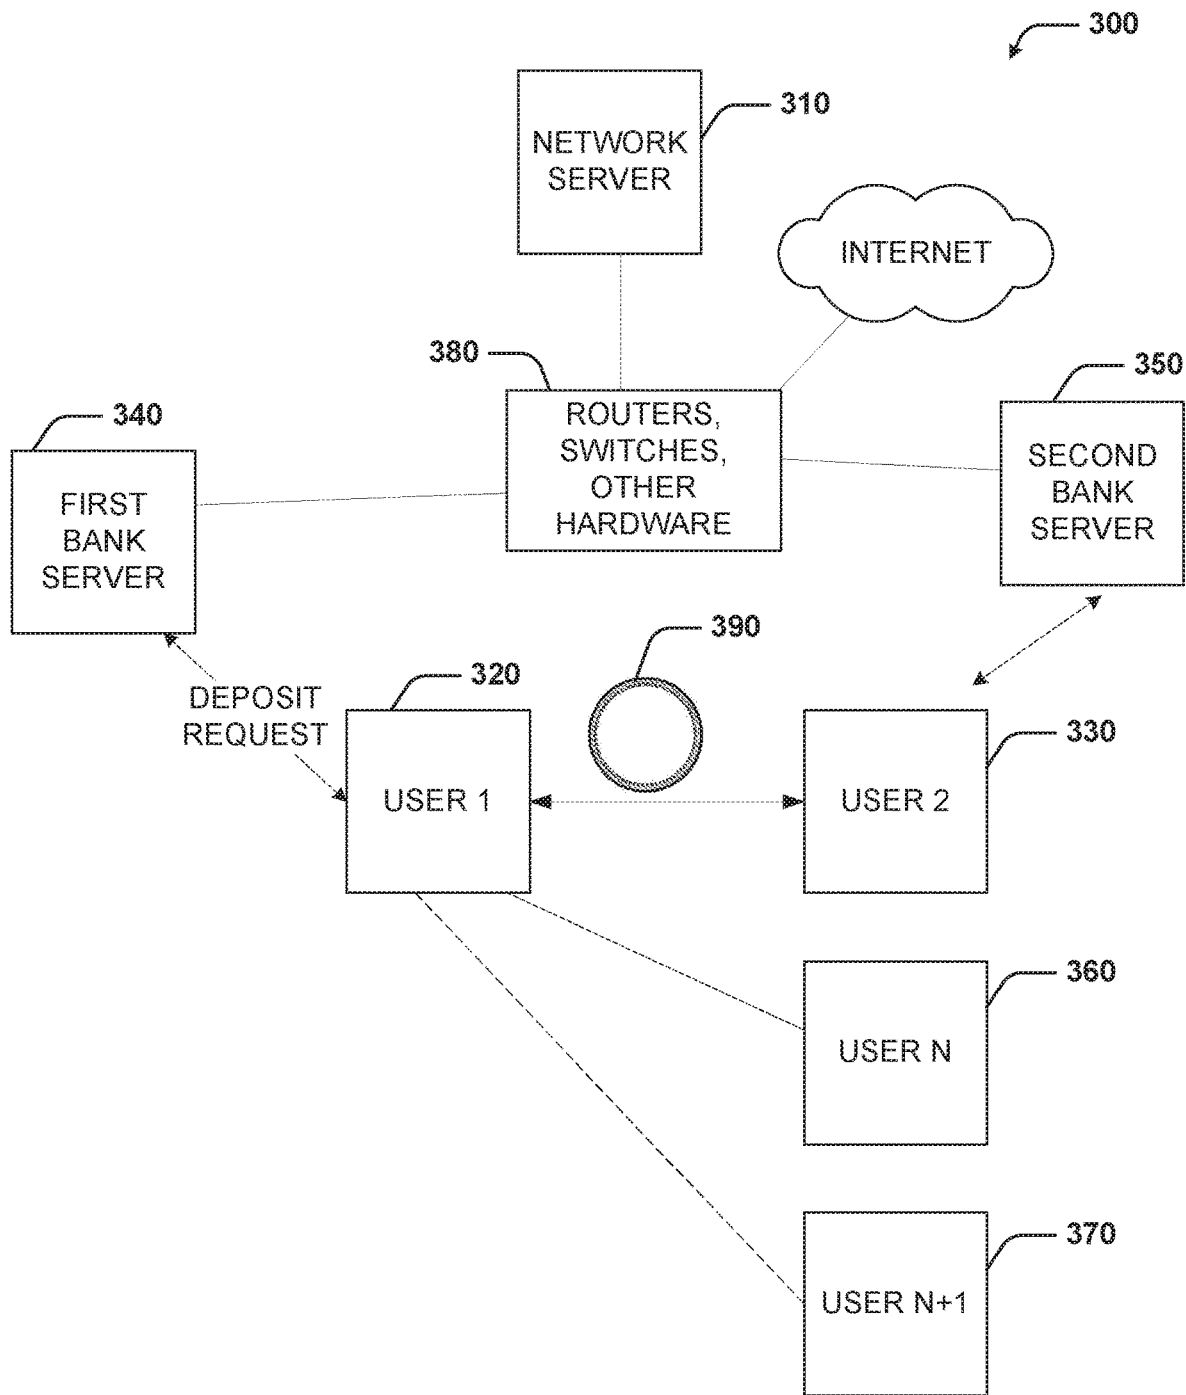 300
310
NETWORK
SERVER
INTERNET
380
350
340
ROUTERS,
SWITCHES,
OTHER
HARDWARE
SECOND
BANK
SERVER
FIRST
BANK
SERVER
390
320
DEPOSIT
REQUEST
330
USER 1
USER 2
360
USER N
370
USER N+1